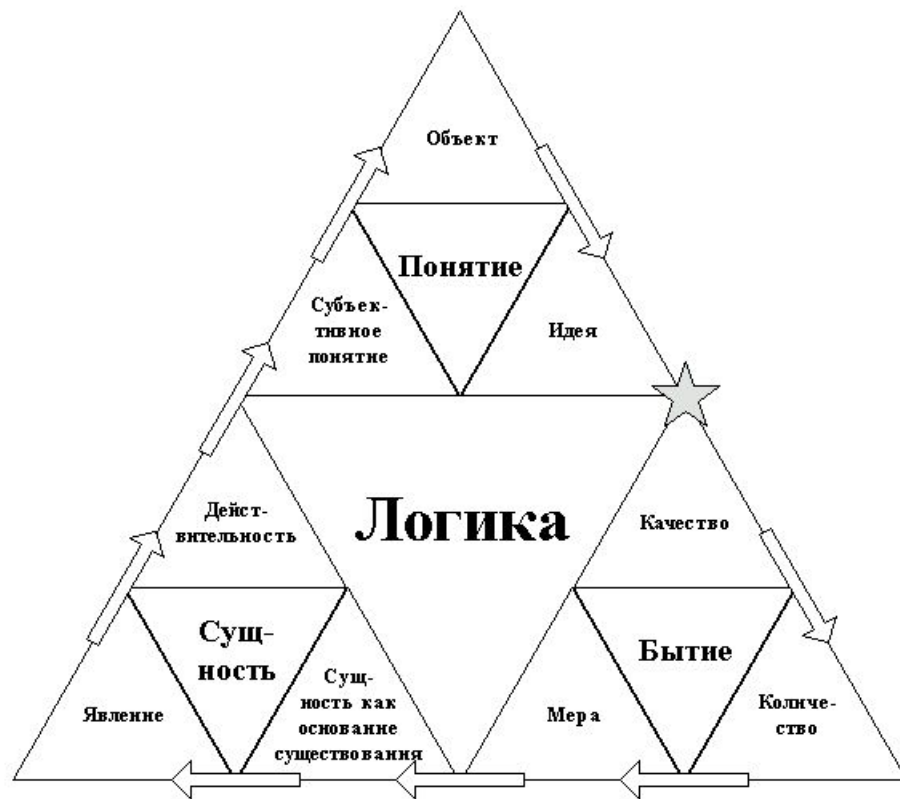 Объект
Понятие
Субъек-
тивное
понятие
Идея
Логика
Дейст-
вительность
Качество
Сущ-
ность
Бытие
Явление
Сущ-
ность как
основание
существования
Мера
Количе-
ство